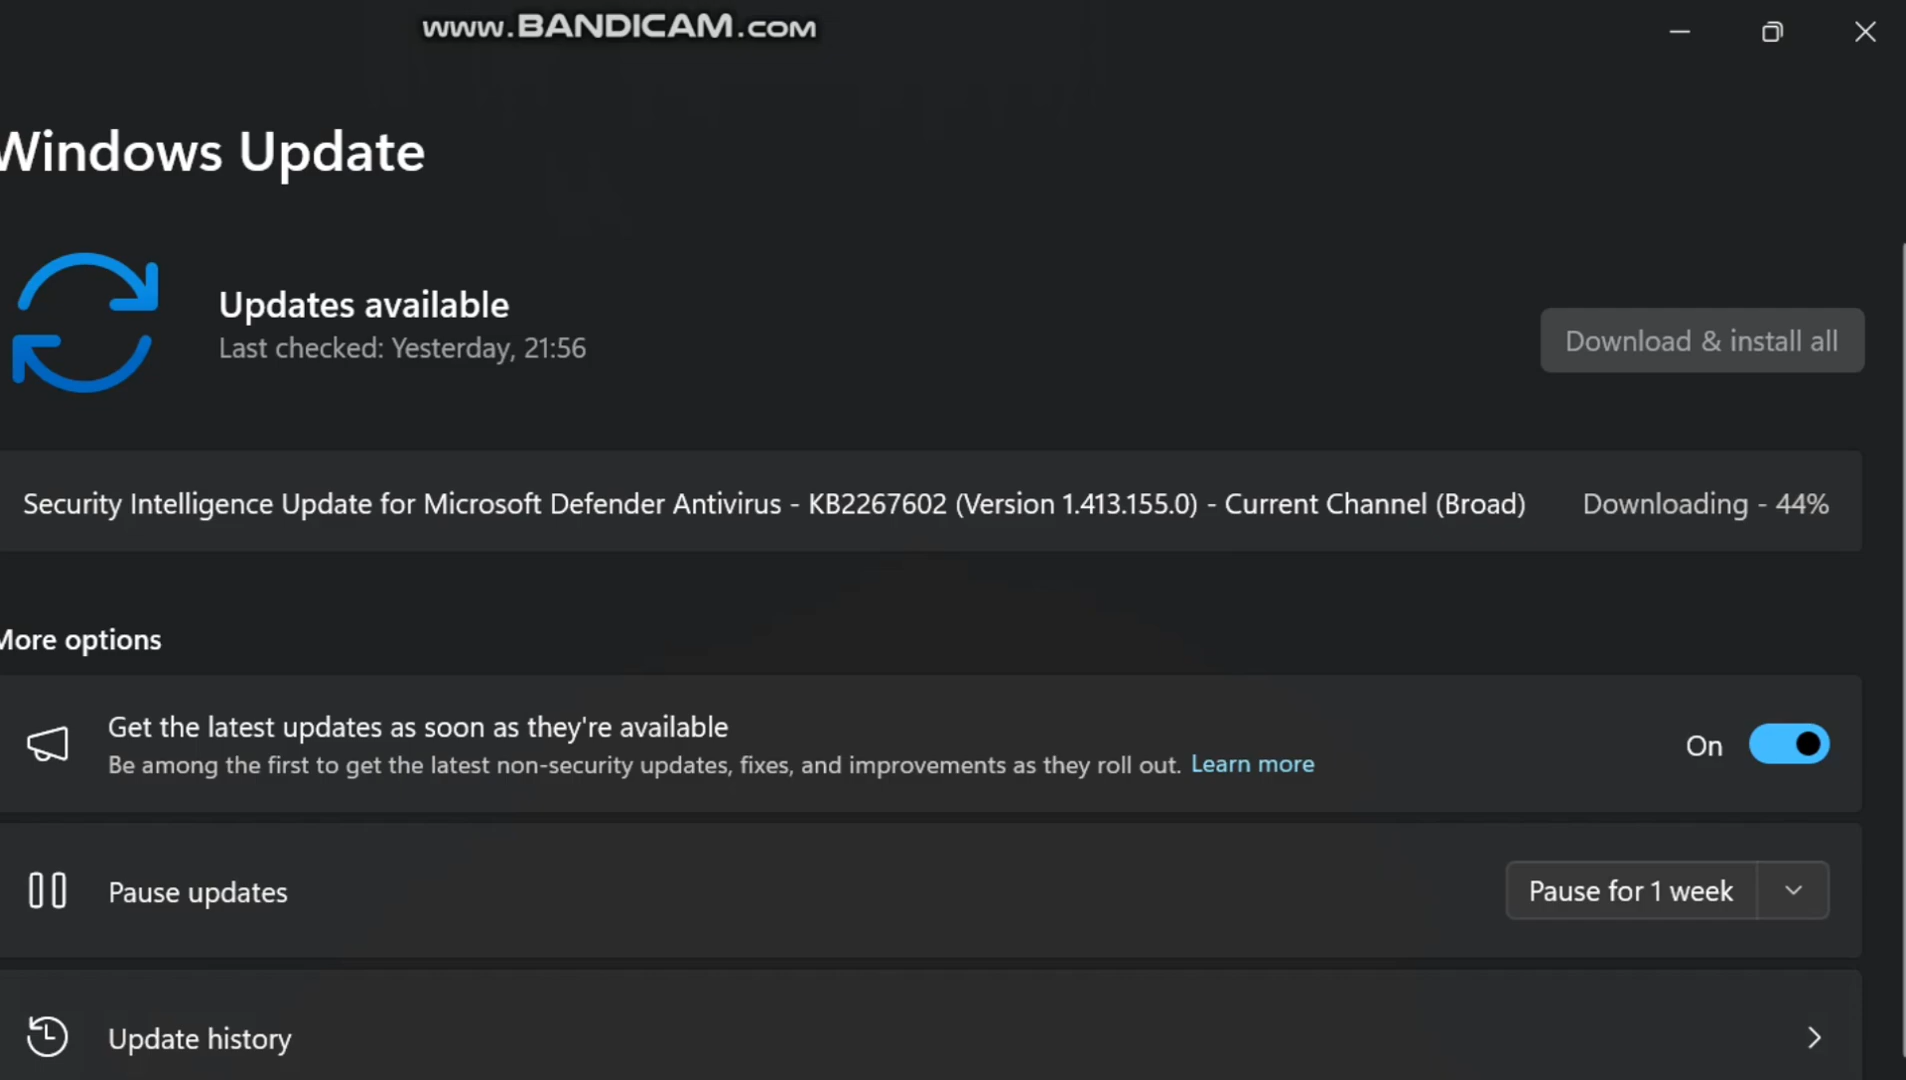 www.BANDICAM.com
Windows Update
Updates available
Last checked: Yesterday, 21:56
Download & install all
Security Intelligence Update for Microsoft Defender Antivirus - KB2267602 (Version 1.413.155.0) - Current Channel (Broad)
Downloading - 44%
More options
Get the latest updates as soon as they're available
Be among the first to get the latest non-security updates, fixes, and improvements as they roll out. Learn more
On
Pause updates
Pause for 1 week
Update history